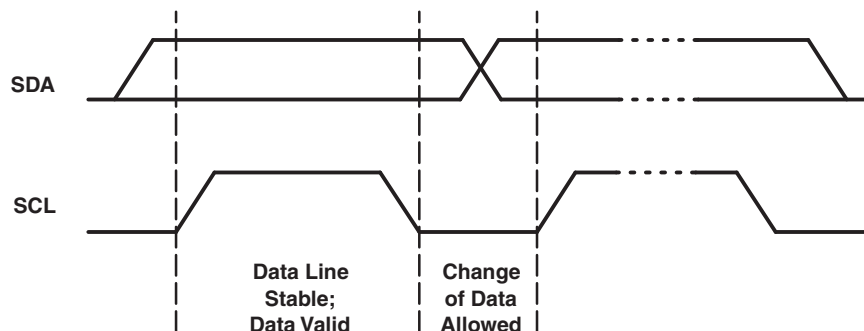 SDA
SCL
Data Line
Stable;
Data Valid
Change
of Data
Allowed